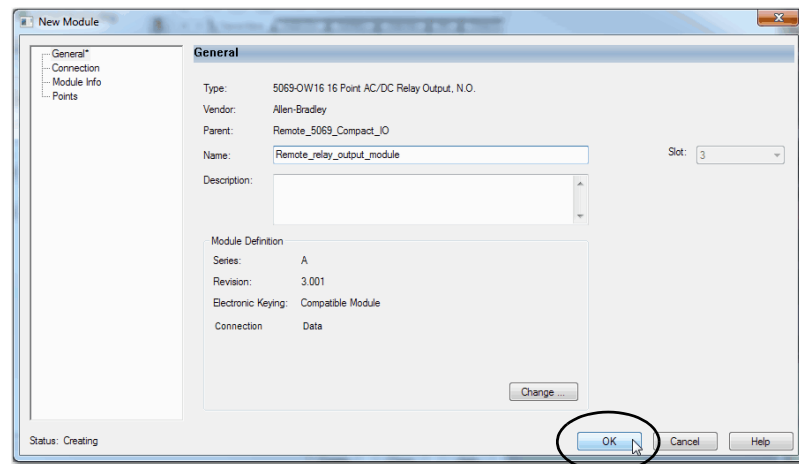 New Module
General*
Connection
Module Info
Points
General
Type: 5069-OW16 16 Point AC/DC Relay Output, N.O.
Vendor: Allen-Bradley
Parent: Remote_5069_Compact_IO
Name: Remote_relay_output_module
Slot: 3
Description:
Module Definition
Series: A
Revision: 3.001
Electronic Keying: Compatible Module
Connection Data
Change ...
Status: Creating
OK Cancel Help